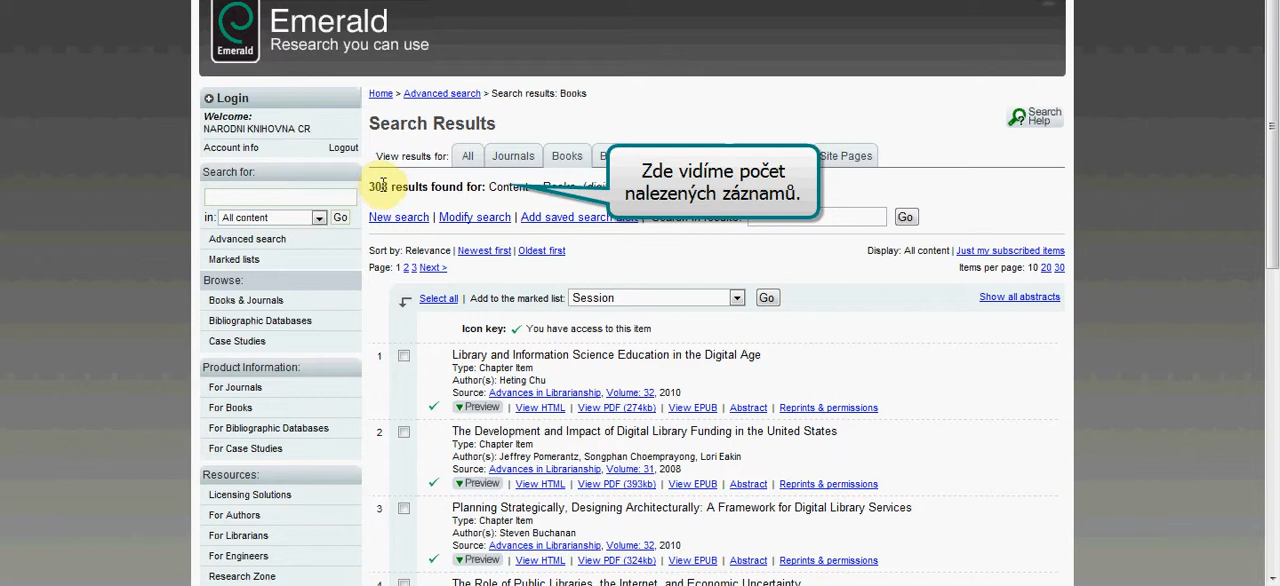 Emerald
Emerald
Research you can use
Login
Welcome:
NARODNI KNIHOVNA CR
Account info Logout
Search for:
in: All content Go
Advanced search
Marked lists
Browse:
Books & Journals
Bibliographic Databases
Case Studies
Product Information:
For Journals
For Books
For Bibliographic Databases
For Case Studies
Resources:
Licensing Solutions
For Authors
For Librarians
For Engineers
Research Zone
Home > Advanced search > Search results: Books
Search Results
Search Help
View results for: All Journals Books Site Pages
Zde vidíme počet
nalezených záznamů.
results found for:
New search | Modify search | Add saved search Go
Sort by: Relevance | Newest first | Oldest first Display: All content | Just my subscribed items
Page: 1 2 3 Next > Items per page: 10 20 30
Select all | Add to the marked list: Session Go Show all abstracts
Icon key: You have access to this item
1 Library and Information Science Education in the Digital Age
Type: Chapter Item
Author(s): Heting Chu
Source: Advances in Librarianship, Volume: 32, 2010
Preview | View HTML | View PDF (274kb) | View EPUB | Abstract | Reprints & permissions
2 The Development and Impact of Digital Library Funding in the United States
Type: Chapter Item
Author(s): Jeffrey Pomerantz, Songphan Choemprayong, Lori Eakin
Source: Advances in Librarianship, Volume: 31, 2008
Preview | View HTML | View PDF (393kb) | View EPUB | Abstract | Reprints & permissions
3 Planning Strategically, Designing Architecturally: A Framework for Digital Library Services
Type: Chapter Item
Author(s): Steven Buchanan
Source: Advances in Librarianship, Volume: 32, 2010
Preview | View HTML | View PDF (324kb) | View EPUB | Abstract | Reprints & permissions
The Role of Public Libraries, the Internet, and Economic Uncertainty